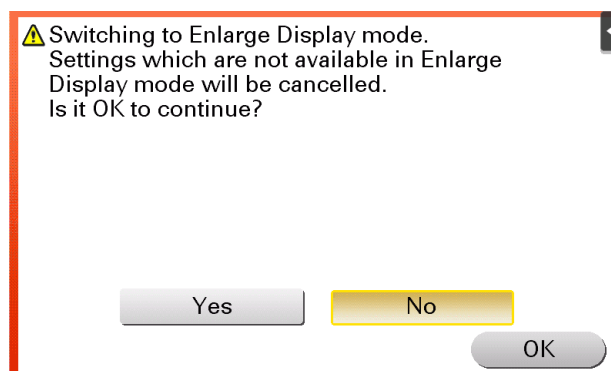 Switching to Enlarge Display mode.
Settings which are not available in Enlarge
Display mode will be cancelled.
Is it OK to continue?
Yes
No
OK